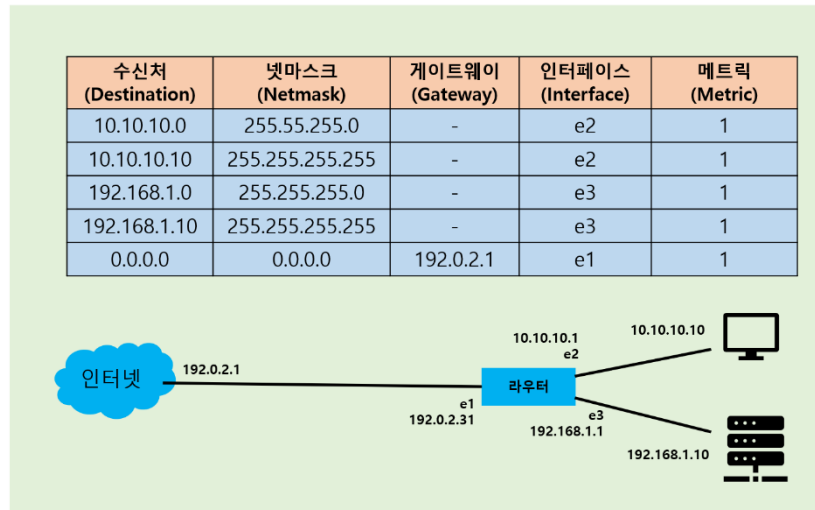 수신처 넷마스크 게이트웨이 인터페이스 메트릭
(Destination) (Netmask) (Gateway) (Interface) (Metric)
10.10.10.0 255.55.255.0 - e2 1
10.10.10.10 255.255.255.255 - e2 1
192.168.1.0 255.255.255.0 - e3 1
192.168.1.10 255.255.255.255 - e3 1
0.0.0.0 0.0.0.0 192.0.2.1 e1 1
인터넷
192.0.2.1
10.10.10.1
e2
10.10.10.10
라우터
e1
192.0.2.31
e3
192.168.1.1
192.168.1.10